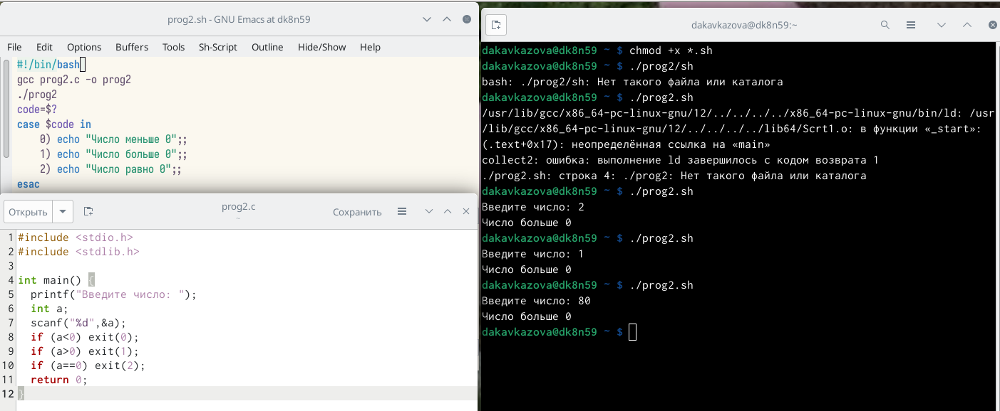 prog2.sh - GNU Emacs at dk8n59
File Edit Options Buffers Tools Sh-Script Outline Hide/Show Help
#!/bin/bash
gcc prog2.c -o prog2
./prog2
code=$?
case $code in
    0) echo "Число меньше 0";;
    1) echo "Число больше 0";;
    2) echo "Число равно 0";;
esac
Открыть
prog2.c
~
Сохранить
1 #include <stdio.h>
2 #include <stdlib.h>
3
4 int main() {
5   printf("Введите число: ");
6   int a;
7   scanf("%d",&a);
8   if (a<0) exit(0);
9   if (a>0) exit(1);
10   if (a==0) exit(2);
11   return 0;
12 }
dakavkazova@dk8n59:~
dakavkazova@dk8n59 ~ $ chmod +x *.sh
dakavkazova@dk8n59 ~ $ ./prog2/sh
bash: ./prog2/sh: Нет такого файла или каталога
dakavkazova@dk8n59 ~ $ ./prog2.sh
/usr/lib/gcc/x86_64-pc-linux-gnu/12/../../../../x86_64-pc-linux-gnu/bin/ld: /usr
/lib/gcc/x86_64-pc-linux-gnu/12/../../../../lib64/Scrt1.o: в функции «_start»:
(.text+0x17): неопределённая ссылка на «main»
collect2: ошибка: выполнение ld завершилось с кодом возврата 1
./prog2.sh: строка 4: ./prog2: Нет такого файла или каталога
dakavkazova@dk8n59 ~ $ ./prog2.sh
Введите число: 2
Число больше 0
dakavkazova@dk8n59 ~ $ ./prog2.sh
Введите число: 1
Число больше 0
dakavkazova@dk8n59 ~ $ ./prog2.sh
Введите число: 80
Число больше 0
dakavkazova@dk8n59 ~ $